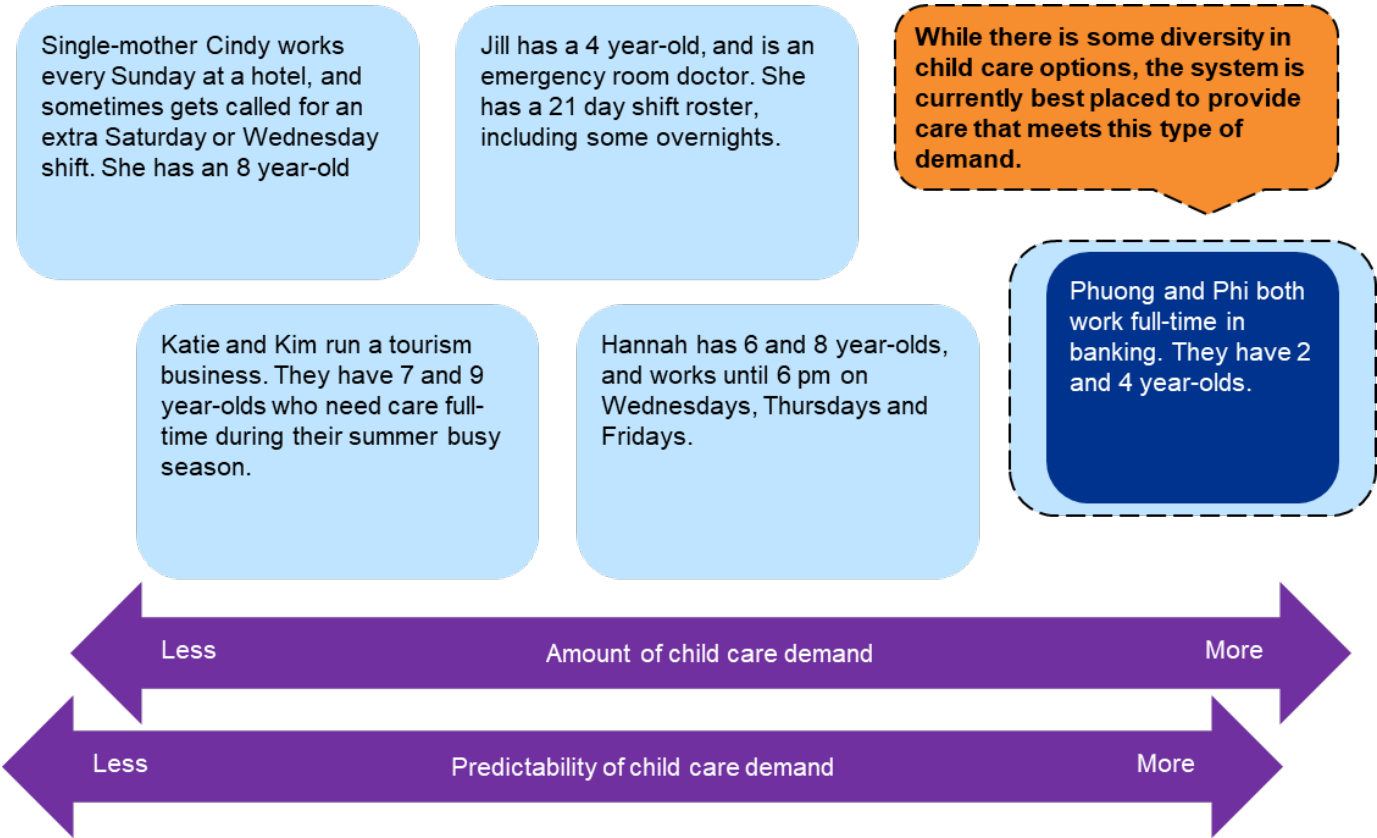 Single-mother Cindy works
every Sunday at a hotel, and
sometimes gets called for an
extra Saturday or Wednesday
shift. She has an 8 year-old
Jill has a 4 year-old, and is an
emergency room doctor. She
has a 21 day shift roster,
including some overnights.
While there is some diversity in
child care options, the system is
currently best placed to provide
care that meets this type of
demand.
Katie and Kim run a tourism
business. They have 7 and 9
year-olds who need care full-
time during their summer busy
season.
Hannah has 6 and 8 year-olds,
and works until 6 pm on
Wednesdays, Thursdays and
Fridays.
Phuong and Phi both
work full-time in
banking. They have 2
and 4 year-olds.
Less Amount of child care demand More
Less Predictability of child care demand More